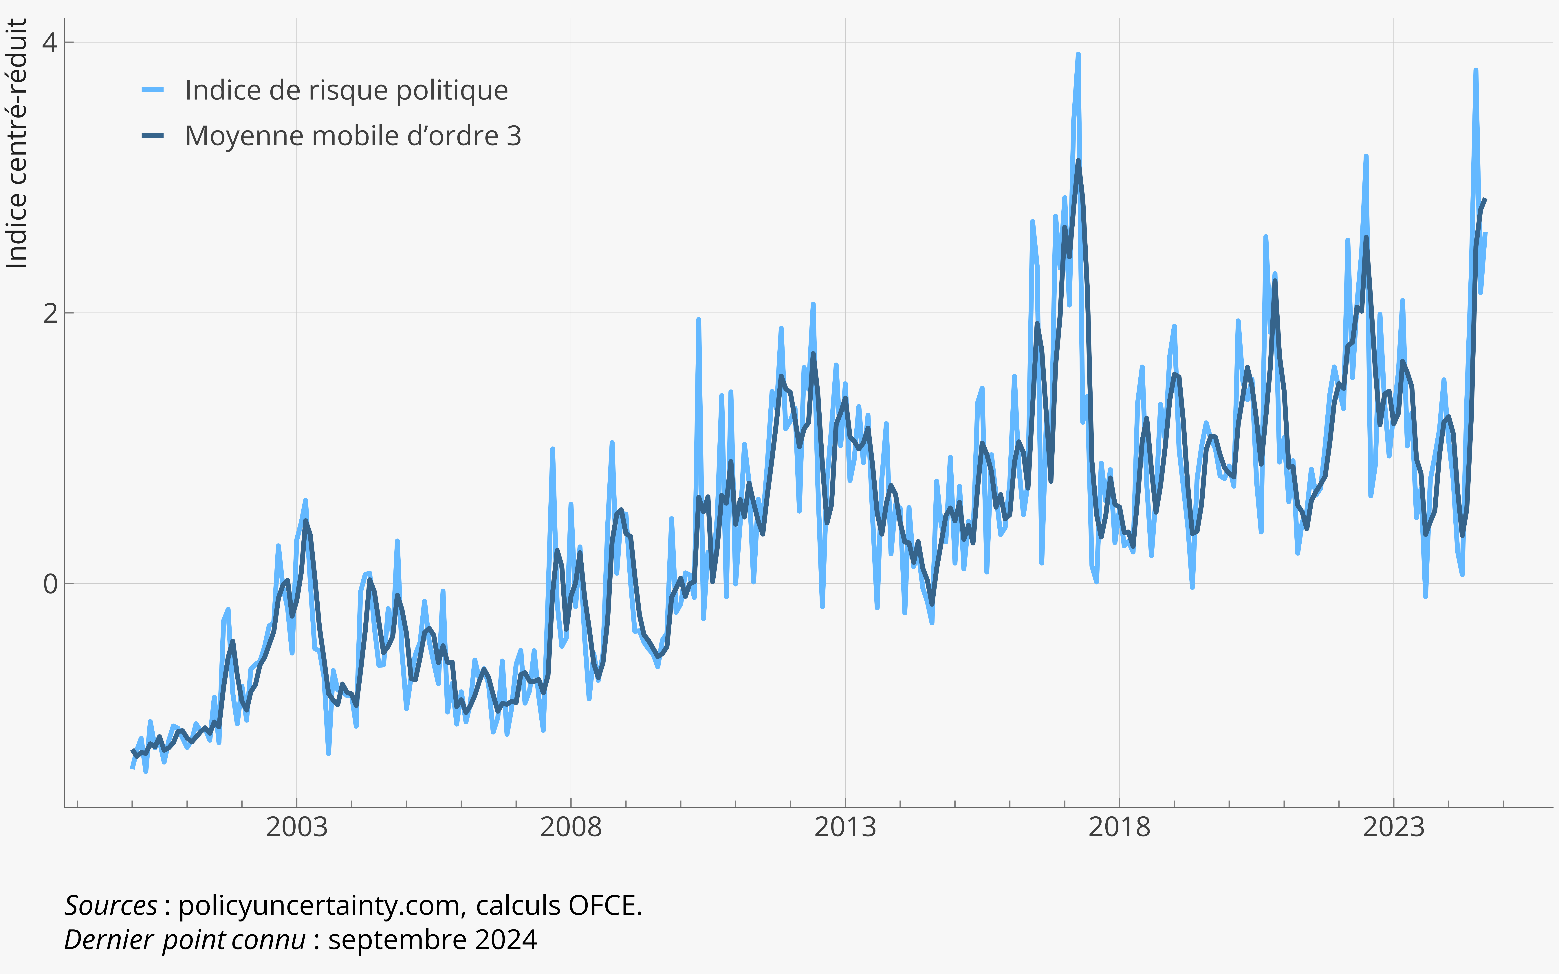 Indice centré-réduit
4
Indice de risque politique
Moyenne mobile d’ordre 3
2
0
2003 2008 2013 2018 2023
Sources : policyuncertainty.com, calculs OFCE.
Dernier point connu : septembre 2024